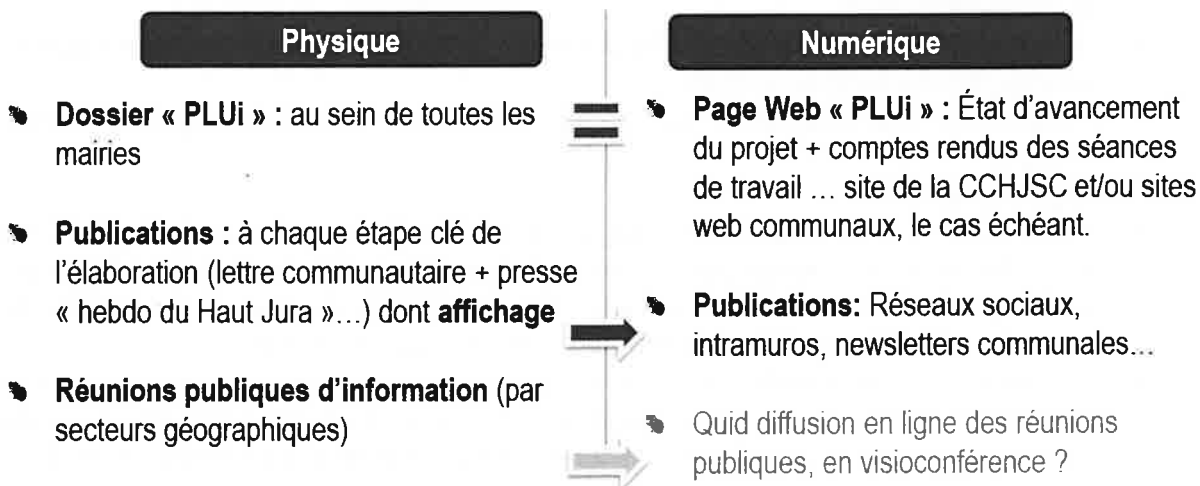 Physique
Dossier « PLUi » : au sein de toutes les
mairies
Publications : à chaque étape clé de
l'élaboration (lettre communautaire + presse
« hebdo du Haut Jura »…) dont affichage
Réunions publiques d'information (par
secteurs géographiques)
Numérique
Page Web « PLUi » : État d'avancement
du projet + comptes rendus des séances
de travail … site de la CCHJSC et/ou sites
web communaux, le cas échéant.
Publications: Réseaux sociaux,
intramuros, newsletters communales…
Quid diffusion en ligne des réunions
publiques, en visioconférence ?